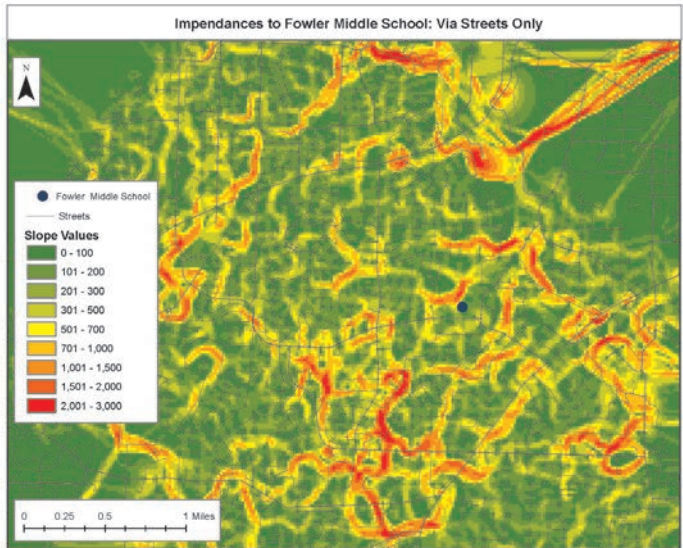 Impendances to Fowler Middle School: Via Streets Only
N
Fowler Middle School
Streets
Slope Values
0 - 100
101 - 200
201 - 300
301 - 500
501 - 700
701 - 1,000
1,001 - 1,500
1,501 - 2,000
2,001 - 3,000
0 0.25 0.5 1 Miles